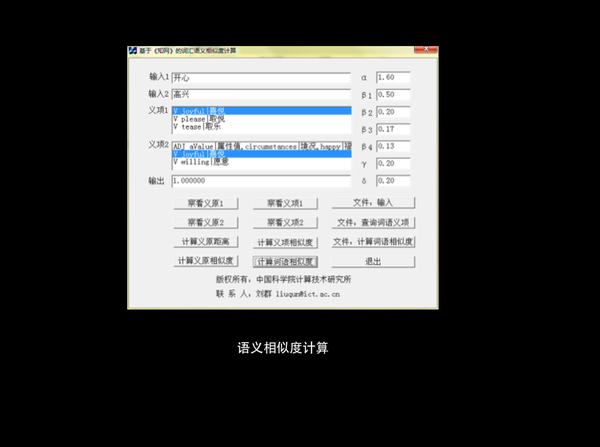 基于《知网》的词汇语义相似度计算
输入1 开心 α 1.60
输入2 高兴 β1 0.50
义项1 V joyful|喜悦 β2 0.20
V please|取悦
V tease|取乐 β3 0.17
义项2 ADJ aValue|属性值,circumstances|境况,happy|福 β4 0.13
V joyful|喜悦
V willing|愿意 γ 0.20
输出 1.000000 δ 0.20
察看义原1 察看义项1 文件，输入
察看义原2 察看义项2 文件，查询词语义项
计算义原距离 计算义项相似度 文件，计算词语相似度
计算义原相似度 计算词语相似度 退出
版权所有：中国科学院计算技术研究所
联 系 人：刘群 liuqun@ict.ac.cn
语义相似度计算